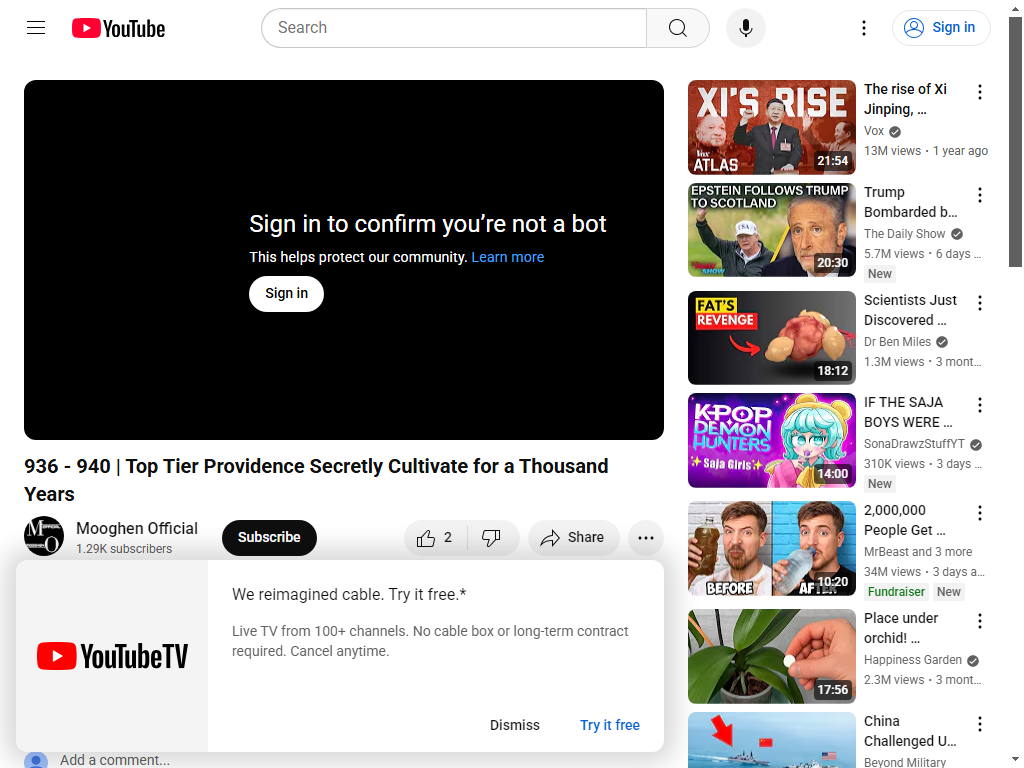 YouTube
Search
Sign in
Sign in to confirm you’re not a bot
This helps protect our community. Learn more
Sign in
936 - 940 | Top Tier Providence Secretly Cultivate for a Thousand
Years
Mooghen Official
1.29K subscribers
Subscribe
2
Share
We reimagined cable. Try it free.*
Live TV from 100+ channels. No cable box or long-term contract
required. Cancel anytime.
YouTubeTV
Dismiss
Try it free
Add a comment...
XI'S RISE
Vox
ATLAS
21:54
The rise of Xi
Jinping, ...
Vox
13M views • 1 year ago
EPSTEIN FOLLOWS TRUMP
TO SCOTLAND
20:30
Trump
Bombarded b...
The Daily Show
5.7M views • 6 days ...
New
FAT'S
REVENGE
18:12
Scientists Just
Discovered ...
Dr Ben Miles
1.3M views • 3 mont...
K-POP
DEMON
HUNTERS
Saja Girls
14:00
IF THE SAJA
BOYS WERE ...
SonaDrawzStuffYT
310K views • 3 days ...
New
BEFORE
AFTER
10:20
2,000,000
People Get ...
MrBeast and 3 more
34M views • 3 days a...
Fundraiser
New
17:56
Place under
orchid! ...
Happiness Garden
2.3M views • 3 mont...
China
Challenged U...
Beyond Military